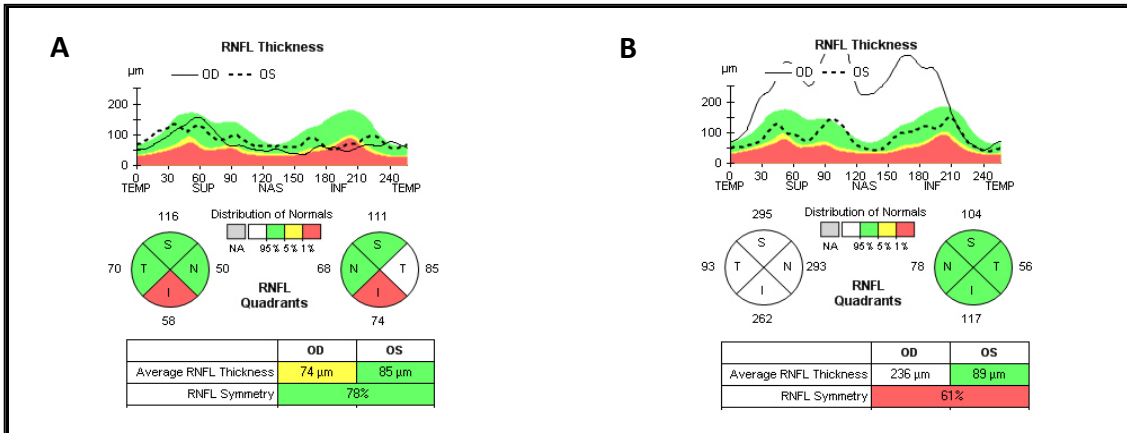 A
RNFL Thickness
µm
OD
OS
200
100
0
0 30 60 90 120 150 180 210 240
TEMP SUP NAS INF TEMP
116
S
70 T N 50
I
58
Distribution of Normals
NA 95% 5% 1%
RNFL
Quadrants
111
S
68 N T 85
I
74
OD OS
Average RNFL Thickness 74 µm 85 µm
RNFL Symmetry 78%
B
RNFL Thickness
µm
OD
OS
200
100
0
0 30 60 90 120 150 180 210 240
TEMP SUP NAS INF TEMP
295
S
93 T N 293
I
262
Distribution of Normals
NA 95% 5% 1%
RNFL
Quadrants
104
S
78 N T 56
I
117
OD OS
Average RNFL Thickness 236 µm 89 µm
RNFL Symmetry 61%